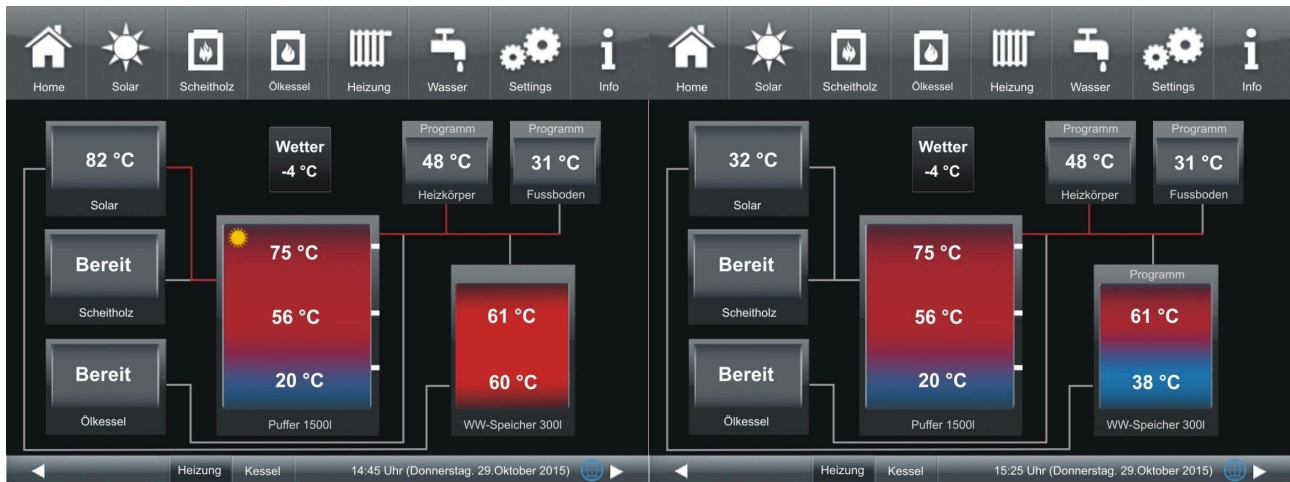 Home Solar Scheitholz Ölkessel Heizung Wasser Settings Info
82 °C
Solar
Wetter
-4 °C
Programm
48 °C
Heizkörper
Programm
31 °C
Fussboden
Bereit
Scheitholz
Bereit
Ölkessel
75 °C
56 °C
20 °C
Puffer 1500l
61 °C
60 °C
WW-Speicher 300l
Heizung Kessel 14:45 Uhr (Donnerstag. 29.Oktober 2015)
Home Solar Scheitholz Ölkessel Heizung Wasser Settings Info
32 °C
Solar
Wetter
-4 °C
Programm
48 °C
Heizkörper
Programm
31 °C
Fussboden
Bereit
Scheitholz
Bereit
Ölkessel
75 °C
56 °C
20 °C
Puffer 1500l
Programm
61 °C
38 °C
WW-Speicher 300l
Heizung Kessel 15:25 Uhr (Donnerstag. 29.Oktober 2015)